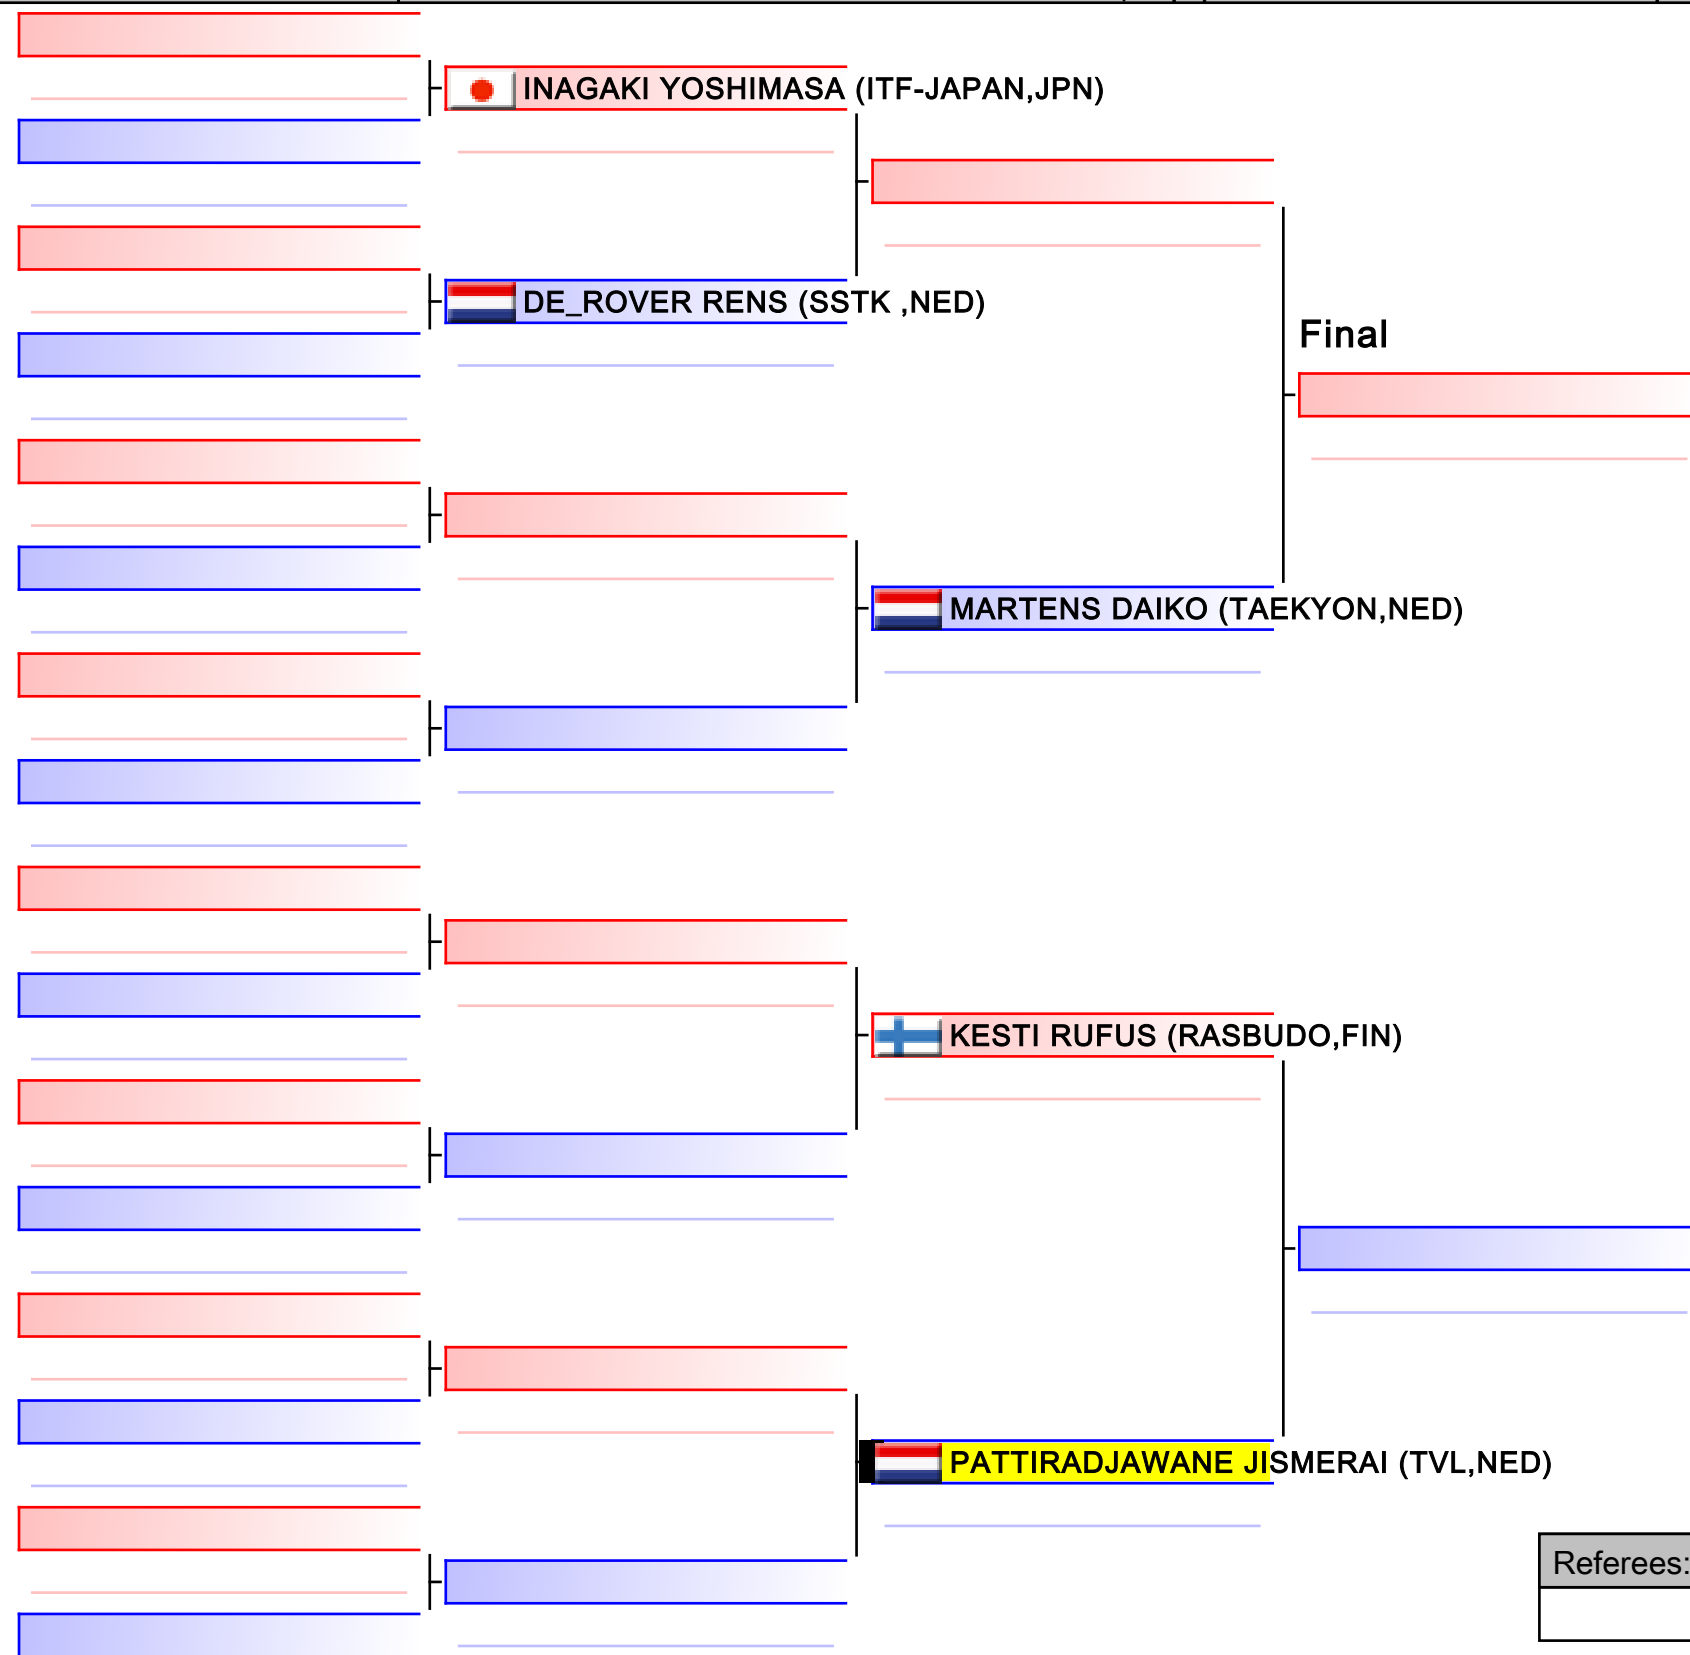 INAGAKI YOSHIMASA (ITF-JAPAN,JPN)
DE_ROVER RENS (SSTK ,NED)
Final
MARTENS DAIKO (TAEKYON,NED)
KESTI RUFUS (RASBUDO,FIN)
PATTIRADJAWANE JISMERAI (TVL,NED)
Referees: